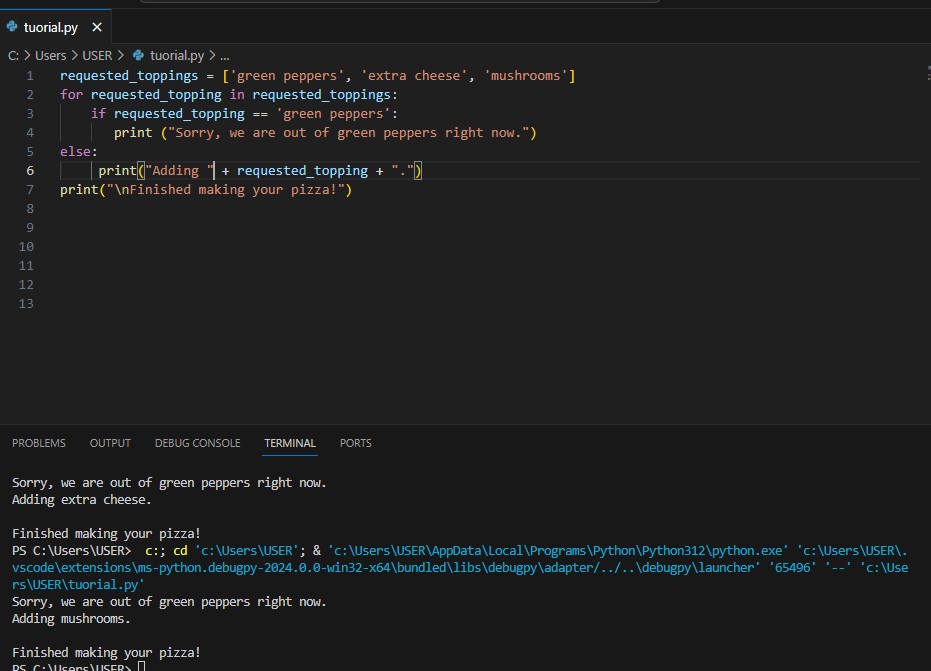 tuorial.py ×
C: > Users > USER > tuorial.py > ...
1 requested_toppings = ['green peppers', 'extra cheese', 'mushrooms']
2 for requested_topping in requested_toppings:
3 if requested_topping == 'green peppers':
4 print ("Sorry, we are out of green peppers right now.")
5 else:
6 print("Adding " + requested_topping + ".")
7 print("\nFinished making your pizza!")
8
9
10
11
12
13
PROBLEMS OUTPUT DEBUG CONSOLE TERMINAL PORTS
Sorry, we are out of green peppers right now.
Adding extra cheese.
Finished making your pizza!
PS C:\Users\USER> c:; cd 'c:\Users\USER'; & 'c:\Users\USER\AppData\Local\Programs\Python\Python312\python.exe' 'c:\Users\USER\.
vscode\extensions\ms-python.debugpy-2024.0.0-win32-x64\bundled\libs\debugpy\adapter/../..\debugpy\launcher' '65496' '--' 'c:\Use
rs\USER\tuorial.py'
Sorry, we are out of green peppers right now.
Adding mushrooms.
Finished making your pizza!
PS C:\Users\USER>